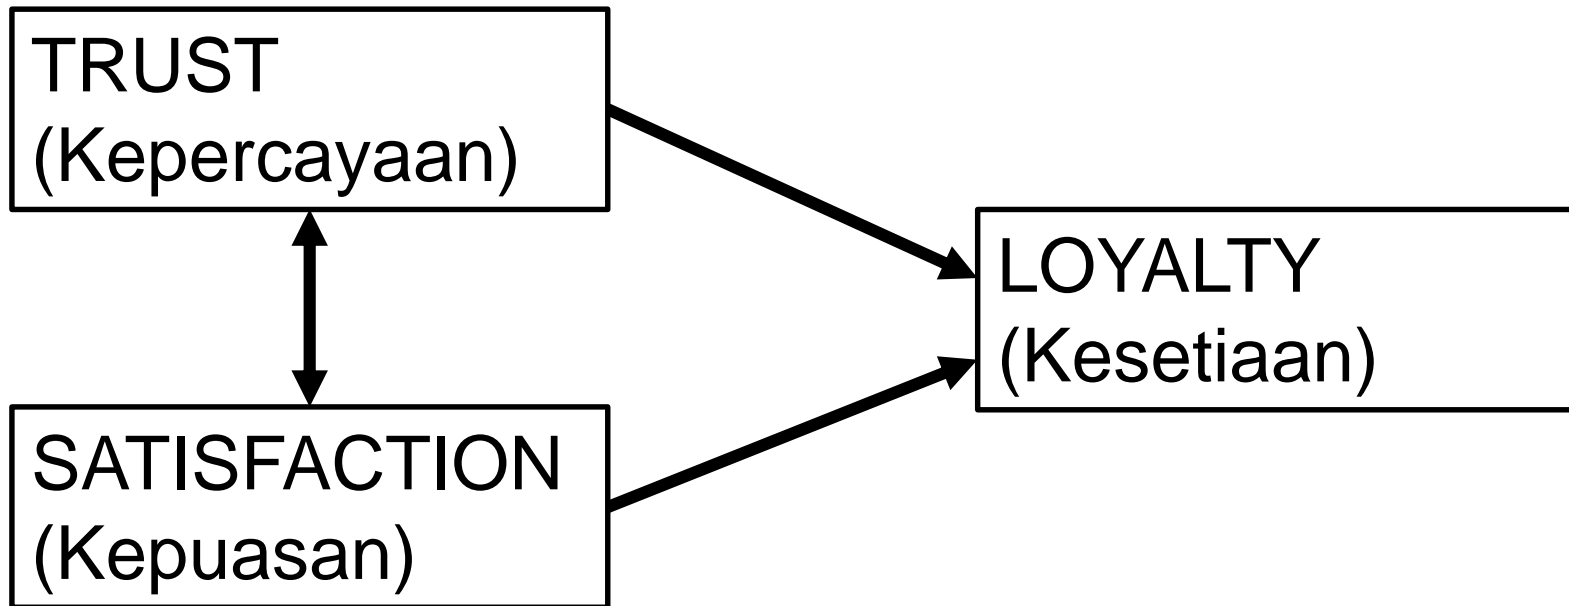 TRUST
(Kepercayaan)
LOYALTY
(Kesetiaan)
SATISFACTION
(Kepuasan)